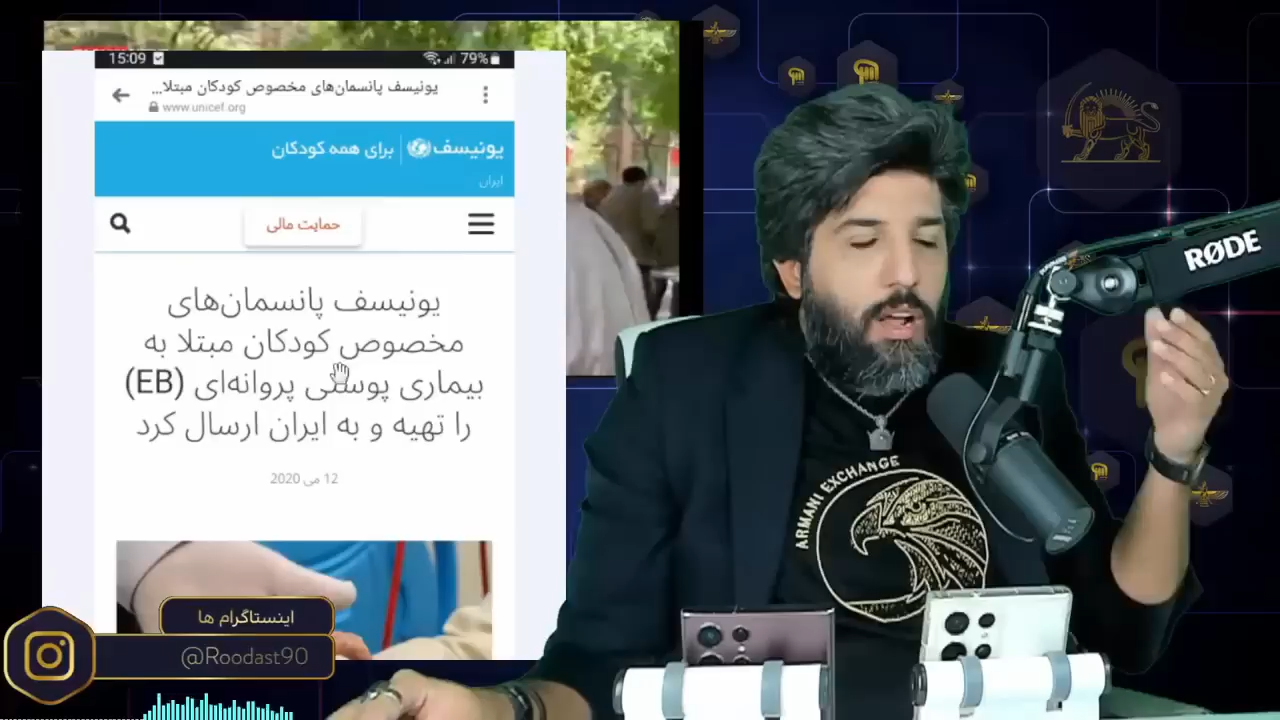 15:09
79%
یونیسف پانسمان‌های مخصوص کودکان مبتلا...
www.unicef.org
یونیسف | برای همه کودکان
ایران
حمایت مالی
یونیسف پانسمان‌های
مخصوص کودکان مبتلا به
بیماری پوستی پروانه‌ای (EB)
را تهیه و به ایران ارسال کرد
12 می 2020
اینستاگرام ها
@Roodast90
RØDE
ARMANI EXCHANGE